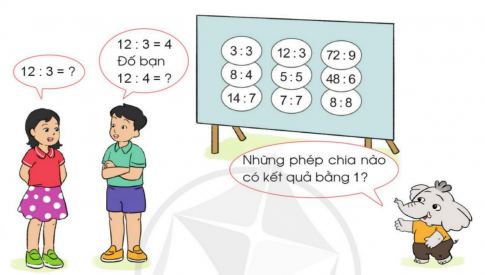 12 : 3 = ?
12 : 3 = 4
Đố bạn
12 : 4 = ?
3 : 3 12 : 3 72 : 9
8 : 4 5 : 5 48 : 6
14 : 7 7 : 7 8 : 8
Những phép chia nào
có kết quả bằng 1?